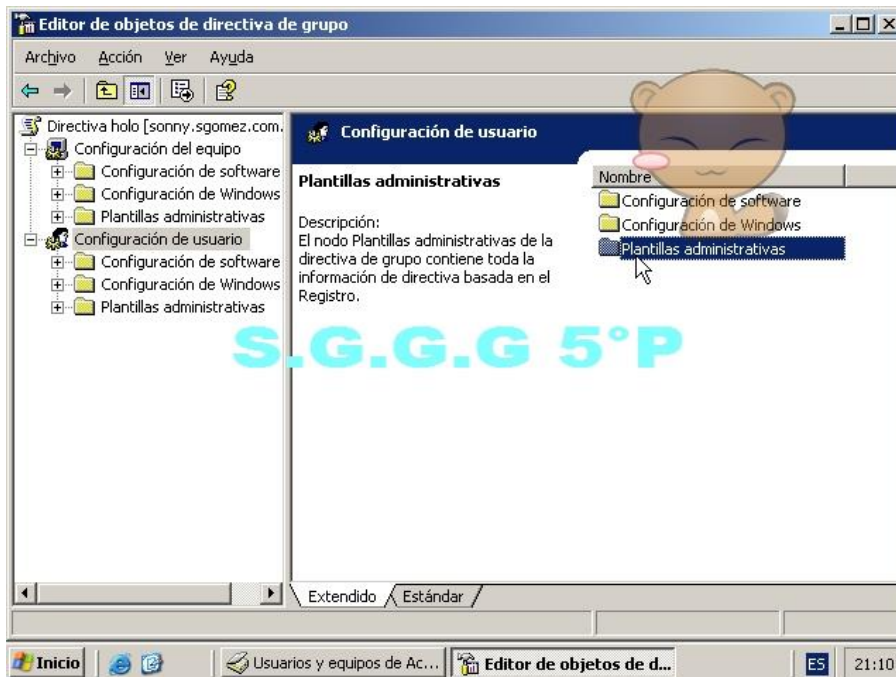 Editor de objetos de directiva de grupo
Archivo Acción Ver Ayuda
Directiva holo [sonny.sgomez.com.
Configuración del equipo
Configuración de software
Configuración de Windows
Plantillas administrativas
Configuración de usuario
Configuración de software
Configuración de Windows
Plantillas administrativas
Configuración de usuario
Plantillas administrativas
Descripción:
El nodo Plantillas administrativas de la
directiva de grupo contiene toda la
información de directiva basada en el
Registro.
Nombre
Configuración de software
Configuración de Windows
Plantillas administrativas
S.G.G.G 5°P
Extendido Estándar
Inicio Usuarios y equipos de Ac... Editor de objetos de d... ES 21:10